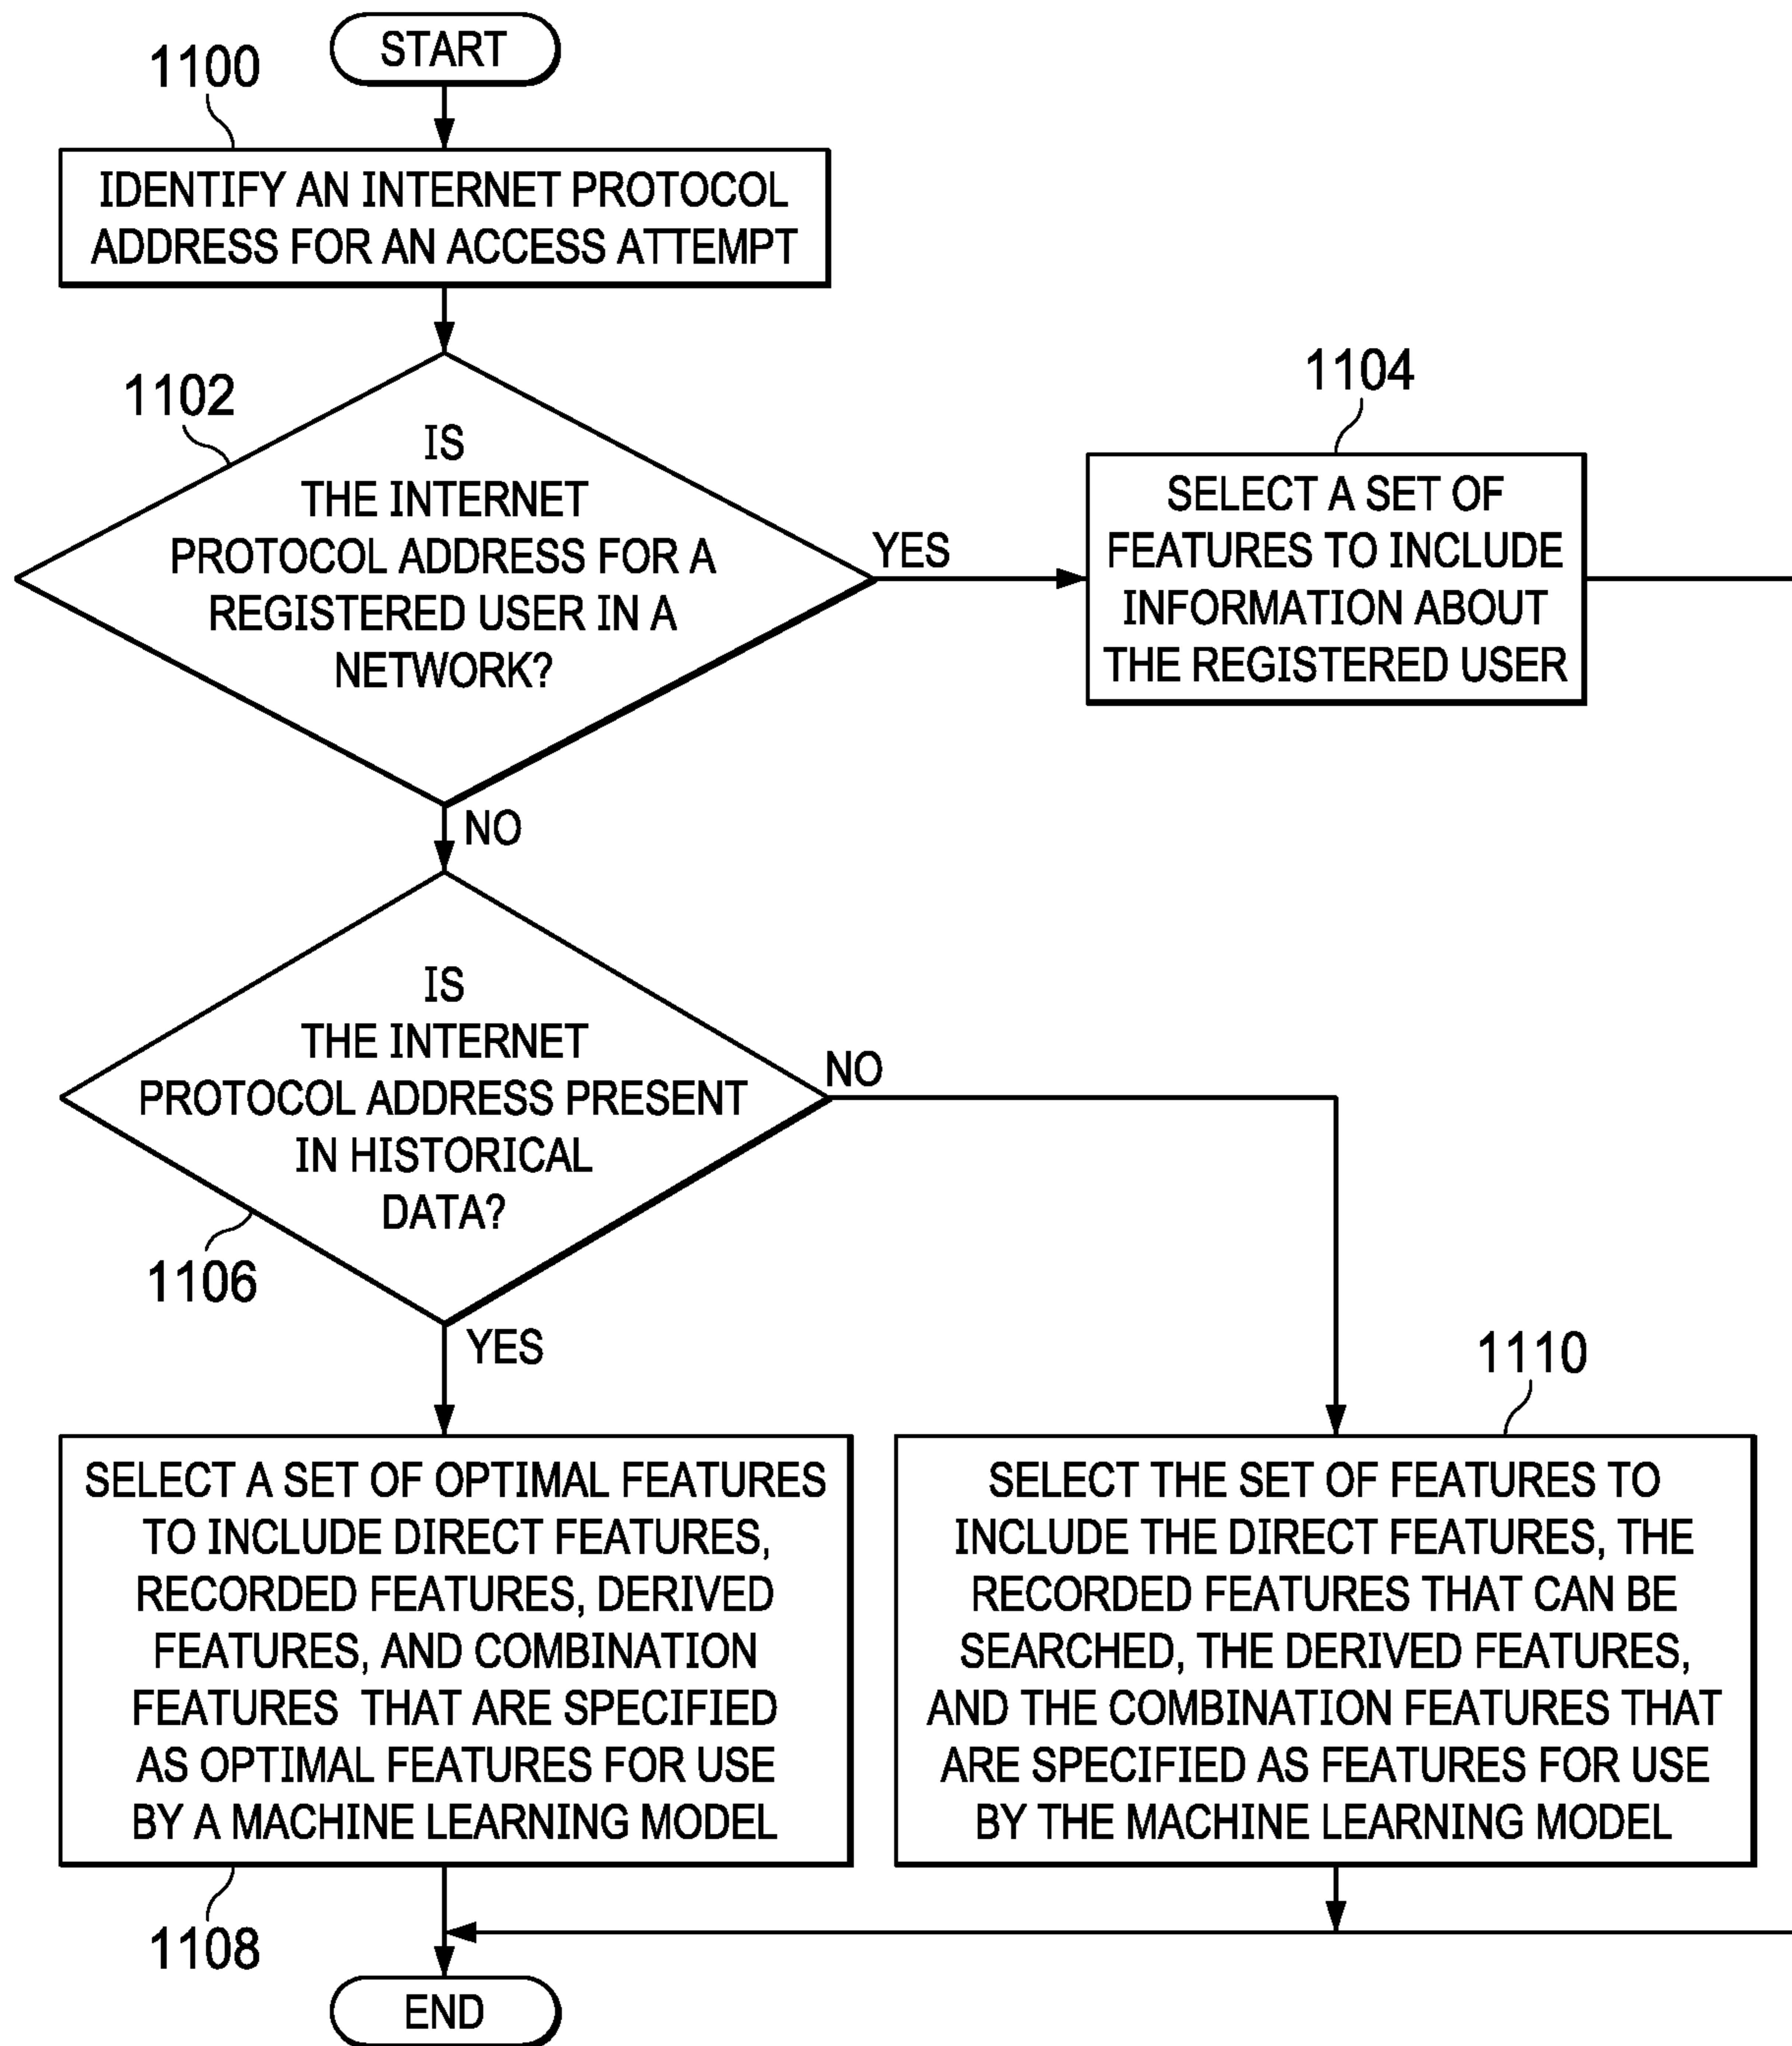 START
1100
IDENTIFY AN INTERNET PROTOCOL
ADDRESS FOR AN ACCESS ATTEMPT
1102
IS
THE INTERNET
PROTOCOL ADDRESS FOR A
REGISTERED USER IN A
NETWORK?
YES
1104
SELECT A SET OF
FEATURES TO INCLUDE
INFORMATION ABOUT
THE REGISTERED USER
NO
IS
THE INTERNET
PROTOCOL ADDRESS PRESENT
IN HISTORICAL
DATA?
NO
1106
YES
1110
SELECT A SET OF OPTIMAL FEATURES
TO INCLUDE DIRECT FEATURES,
RECORDED FEATURES, DERIVED
FEATURES, AND COMBINATION
FEATURES THAT ARE SPECIFIED
AS OPTIMAL FEATURES FOR USE
BY A MACHINE LEARNING MODEL
SELECT THE SET OF FEATURES TO
INCLUDE THE DIRECT FEATURES, THE
RECORDED FEATURES THAT CAN BE
SEARCHED, THE DERIVED FEATURES,
AND THE COMBINATION FEATURES THAT
ARE SPECIFIED AS FEATURES FOR USE
BY THE MACHINE LEARNING MODEL
1108
END